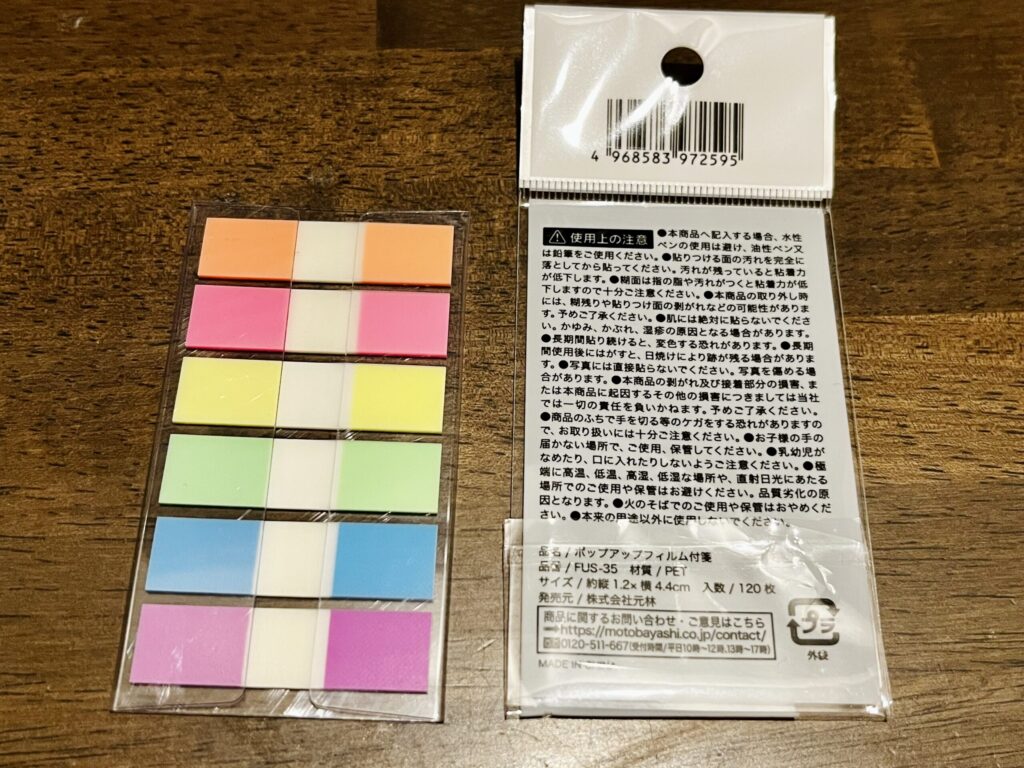 4 968583 972595
使用上の注意 ●本商品へ記入する場合、水性
ペンの使用は避け、油性ペン又
は鉛筆をご使用ください。●貼りつける面の汚れを完全に
落としてから貼ってください。汚れが残っていると粘着力
が低下します。●糊面は指の脂や汚れがつくと粘着力が低
下しますので十分ご注意ください。●本商品の取り外し時
には、糊残りや貼りつけ面の剥がれなどの可能性がありま
す。予めご了承ください。●肌には絶対に貼らないでくださ
い。かゆみ、かぶれ、湿疹の原因となる場合があります。
●長期間貼り続けると、変色する恐れがあります。●長期
間使用後にはがすと、日焼けにより跡が残る場合がありま
す。●写真には直接貼らないでください。写真を傷める場
合があります。●本商品の剥がれ及び接着部分の損害、ま
たは本商品に起因するその他の損害につきましては当社
では一切の責任を負いかねます。予めご了承ください。
●商品のふちで手を切る等のケガをする恐れがありますの
で、お取り扱いには十分ご注意ください。●お子様の手の
届かない場所で、ご使用、保管してください。●乳幼児が
なめたり、口に入れたりしないようご注意ください。●極
端に高温、低温、高湿、低湿な場所や、直射日光にあたる
場所でのご使用や保管はお避けください。品質劣化の原
因となります。●火のそばでのご使用や保管はおやめくだ
さい。●本来の用途以外に使用しないでください。
品名 / ポップアップフィルム付箋
品番 / FUS-35 材質 / PET
サイズ / 約縦 1.2× 横 4.4cm 入数 / 120 枚
発売元 / 株式会社元林
商品に関するお問い合わせ・ご意見はこちら
➡https://motobayashi.co.jp/contact/
0120-511-667(受付時間/平日10時〜12時、13時〜17時)
MADE IN CHINA
プラ
外袋